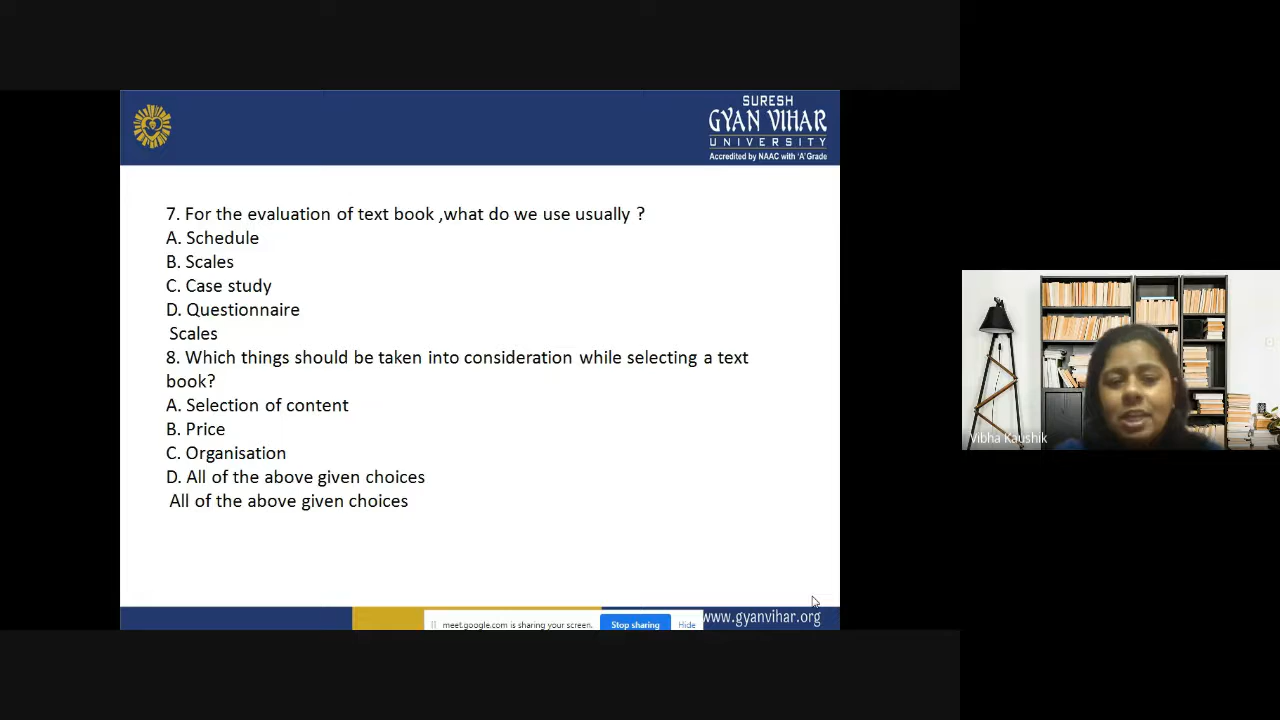 SURESH
GYAN VIHAR
UNIVERSITY
Accredited by NAAC with 'A' Grade
7. For the evaluation of text book ,what do we use usually ?
A. Schedule
B. Scales
C. Case study
D. Questionnaire
Scales
8. Which things should be taken into consideration while selecting a text
book?
A. Selection of content
B. Price
C. Organisation
D. All of the above given choices
All of the above given choices
Vibha Kaushik
meet.google.com is sharing your screen.
Stop sharing
Hide
www.gyanvihar.org